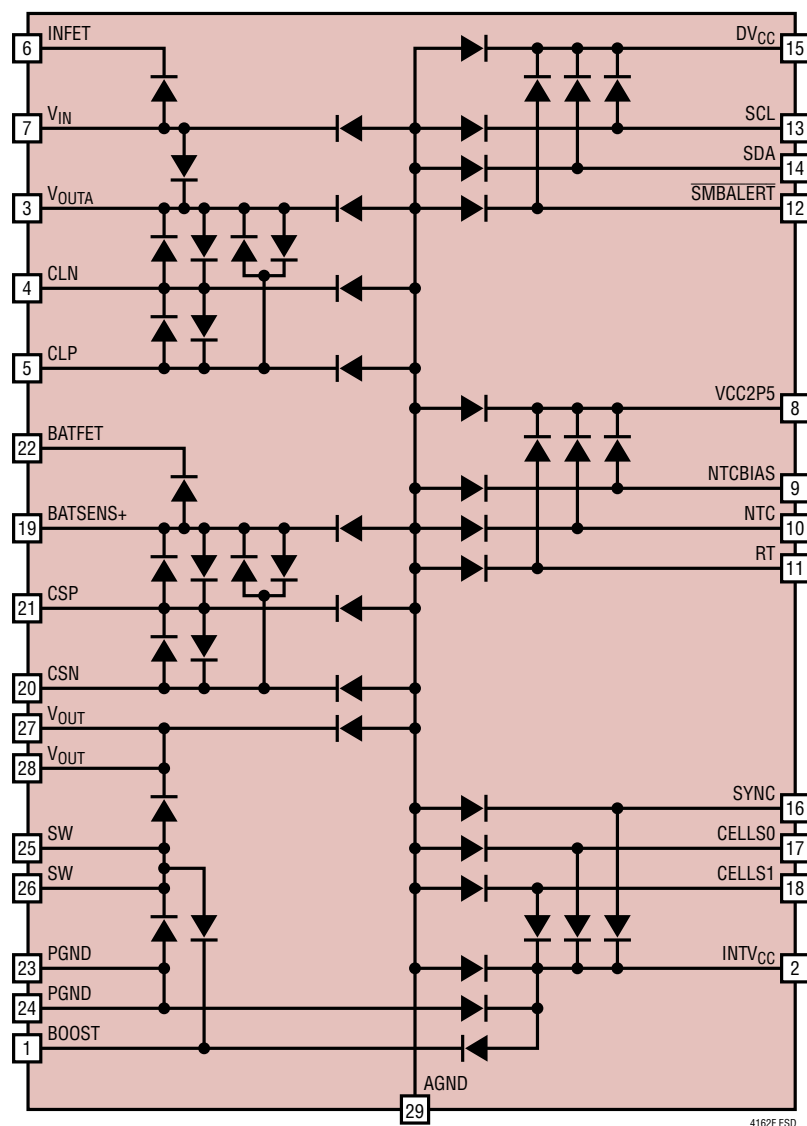 6 INFET
7 VIN
3 VOUTA
4 CLN
5 CLP
22 BATFET
19 BATSENS+
21 CSP
20 CSN
27 VOUT
28 VOUT
25 SW
26 SW
23 PGND
24 PGND
1 BOOST
DVCC 15
SCL 13
SDA 14
SMBALERT 12
VCC2P5 8
NTCBIAS 9
NTC 10
RT 11
SYNC 16
CELLS0 17
CELLS1 18
INTVCC 2
AGND
29
4162F ESD